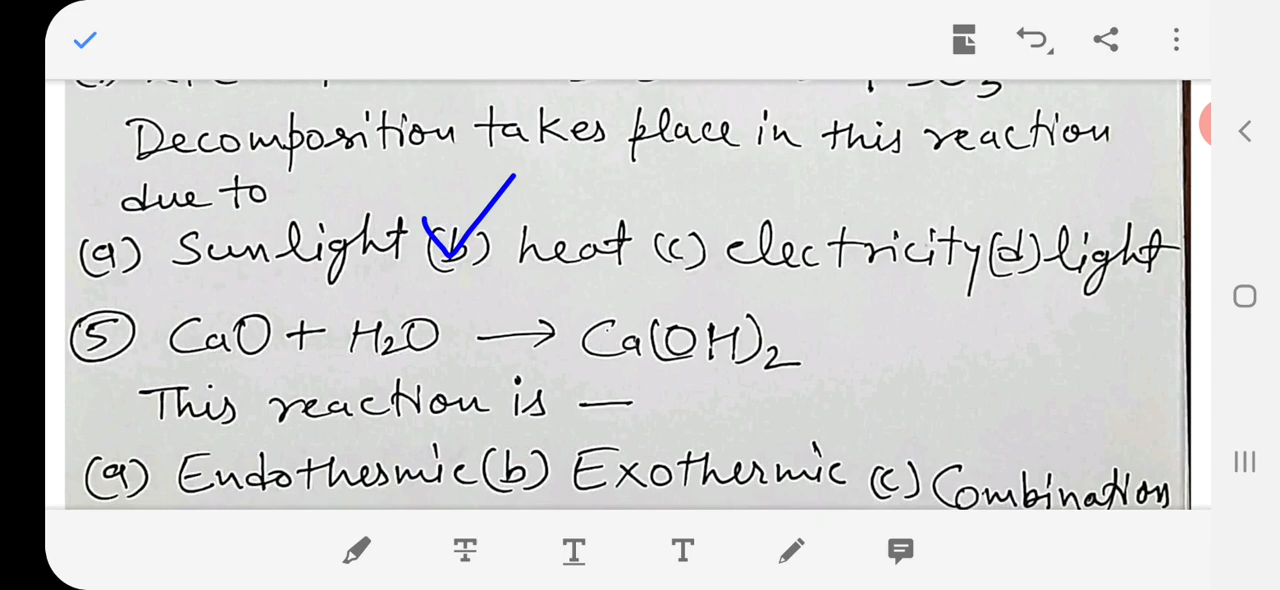 Decomposition takes place in this reaction
due to
(a) Sunlight (b) heat (c) electricity (d) light
⑤ CaO + H₂O → Ca(OH)₂
This reaction is —
(a) Endothermic (b) Exothermic (c) Combination